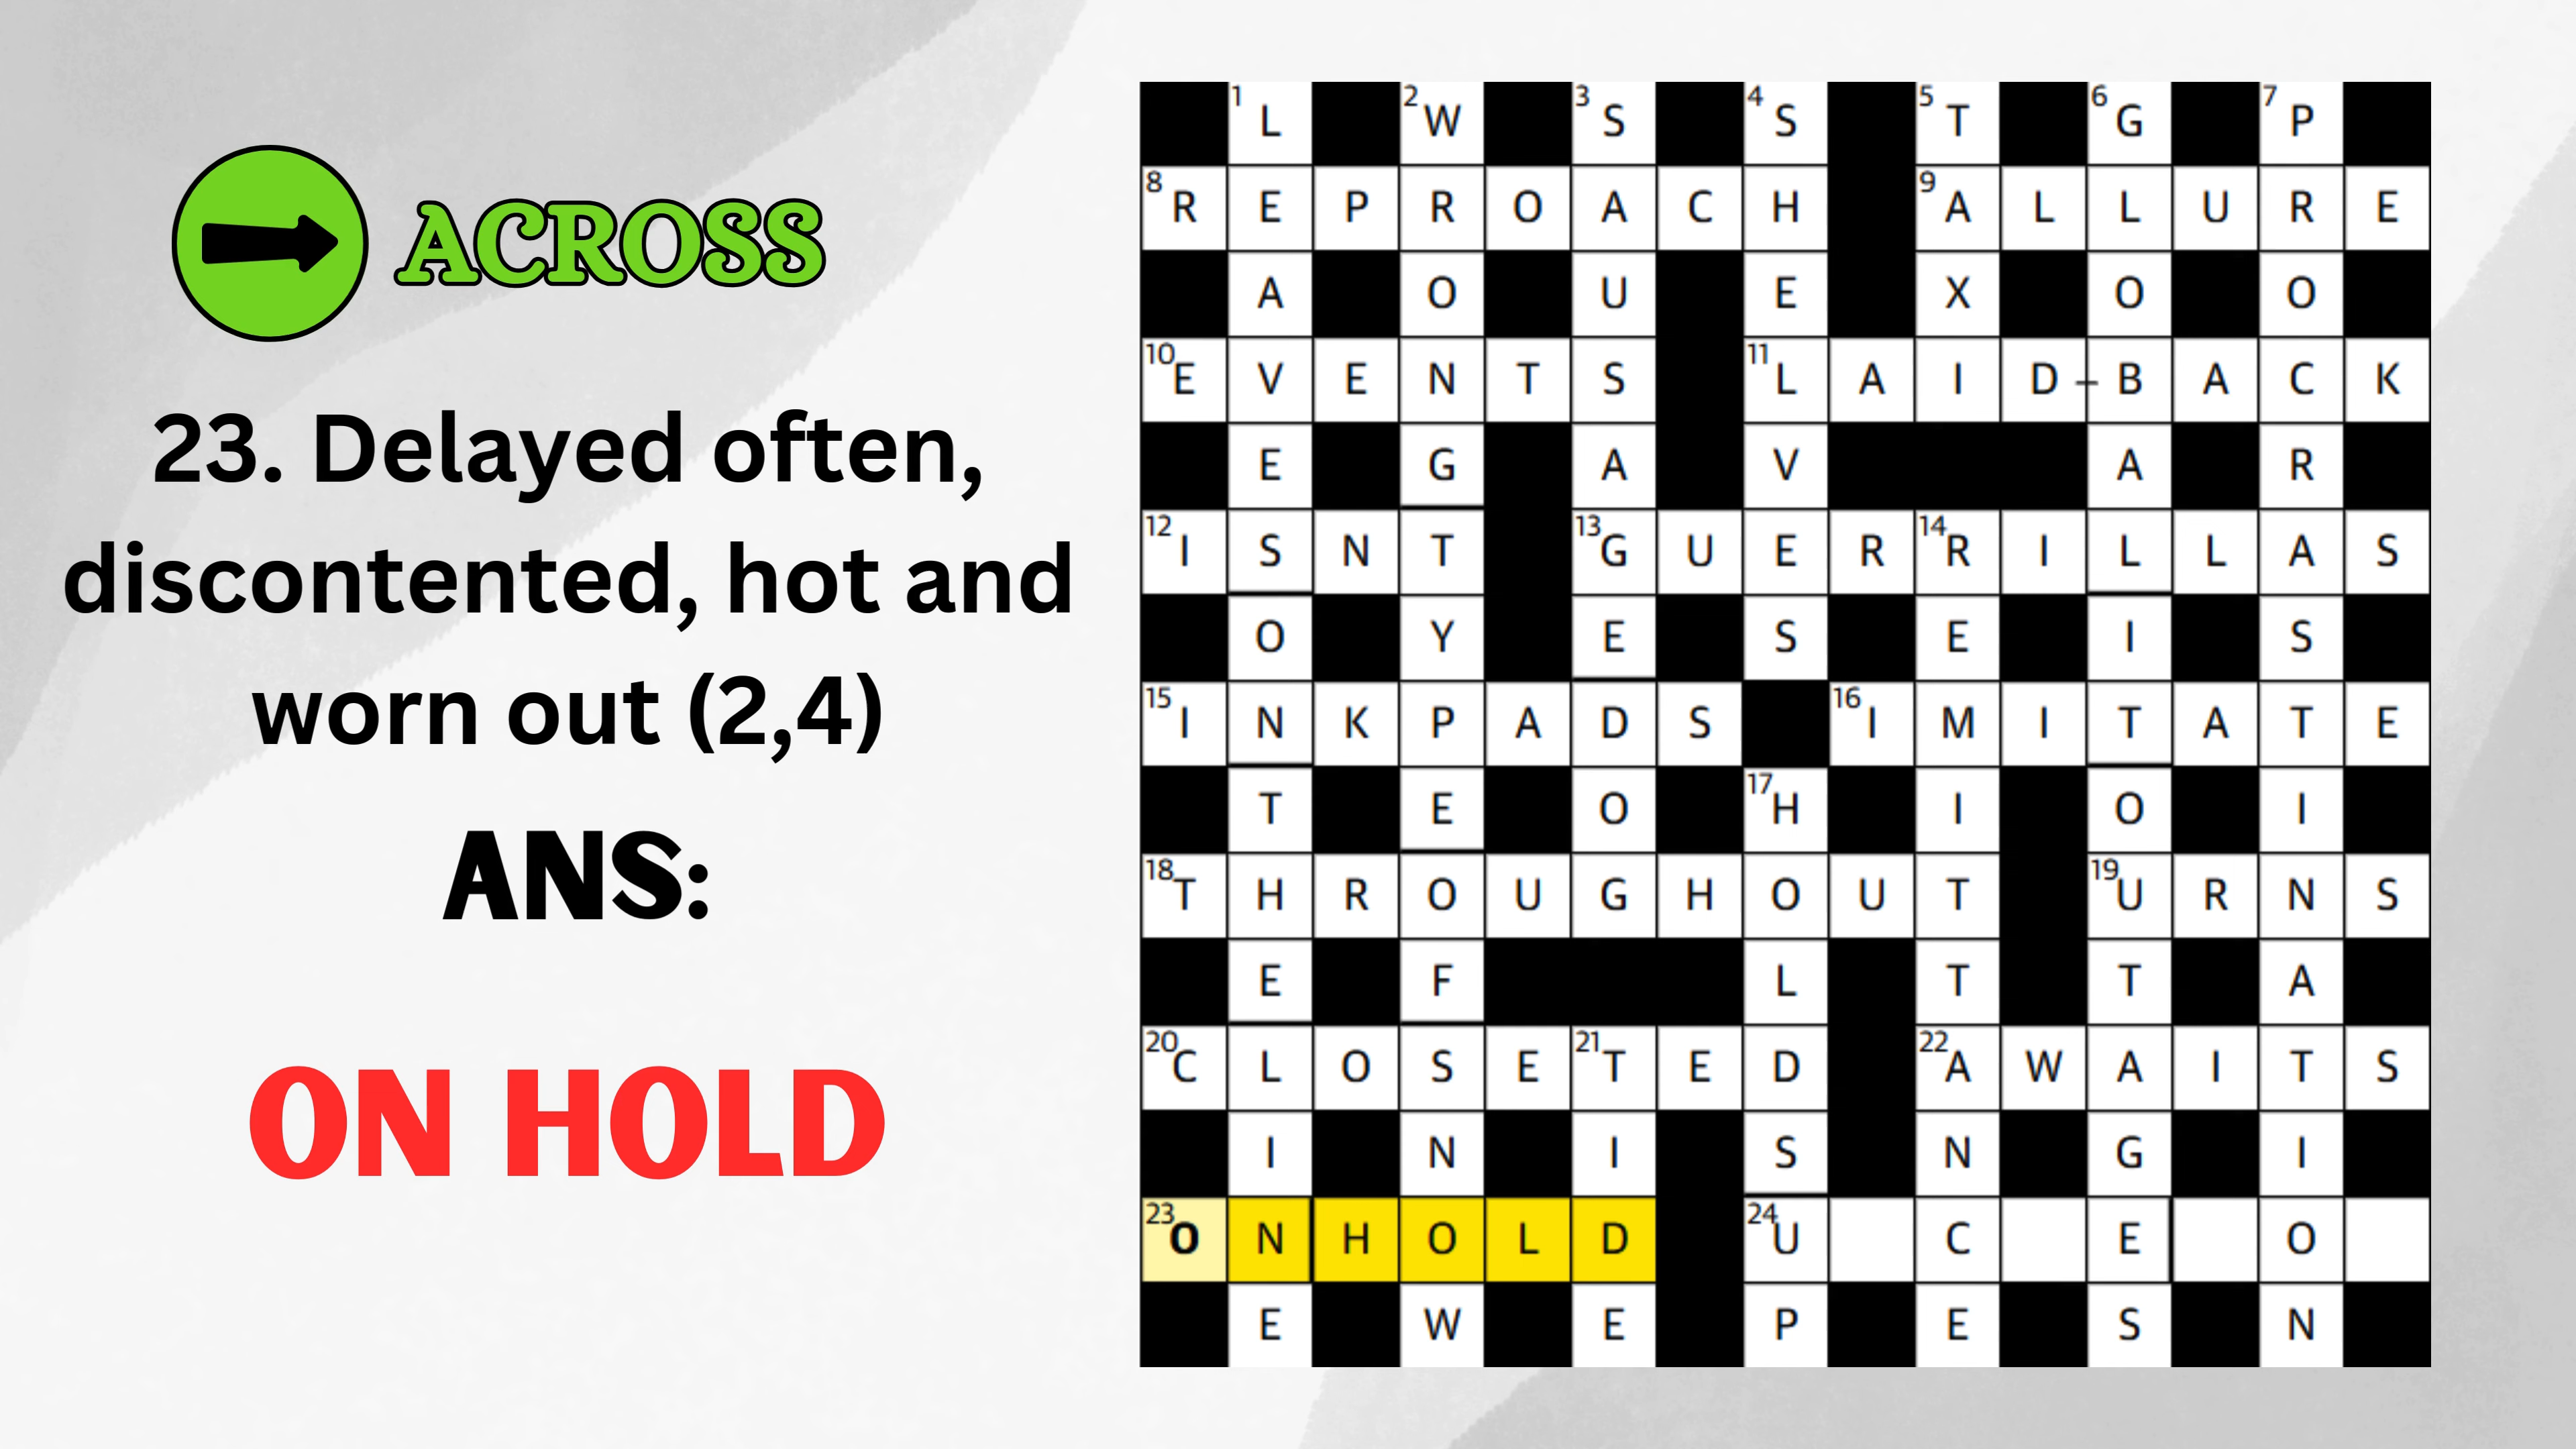 ACROSS
23. Delayed often,
discontented, hot and
worn out (2,4)
ANS:
ON HOLD
1 L 2 W 3 S 4 S 5 T 6 G 7 P
8 R E P R O A C H 9 A L L U R E
A O U E X O O
10 E V E N T S 11 L A I D - B A C K
E G A V A R
12 I S N T 13 G U E R 14 R I L L A S
O Y E S E I S
15 I N K P A D S 16 I M I T A T E
T E O 17 H I O I
18 T H R O U G H O U T 19 U R N S
E F L T T A
20 C L O S E 21 T E D 22 A W A I T S
I N I S N G I
23 O N H O L D 24 U C E O
E W E P E S N